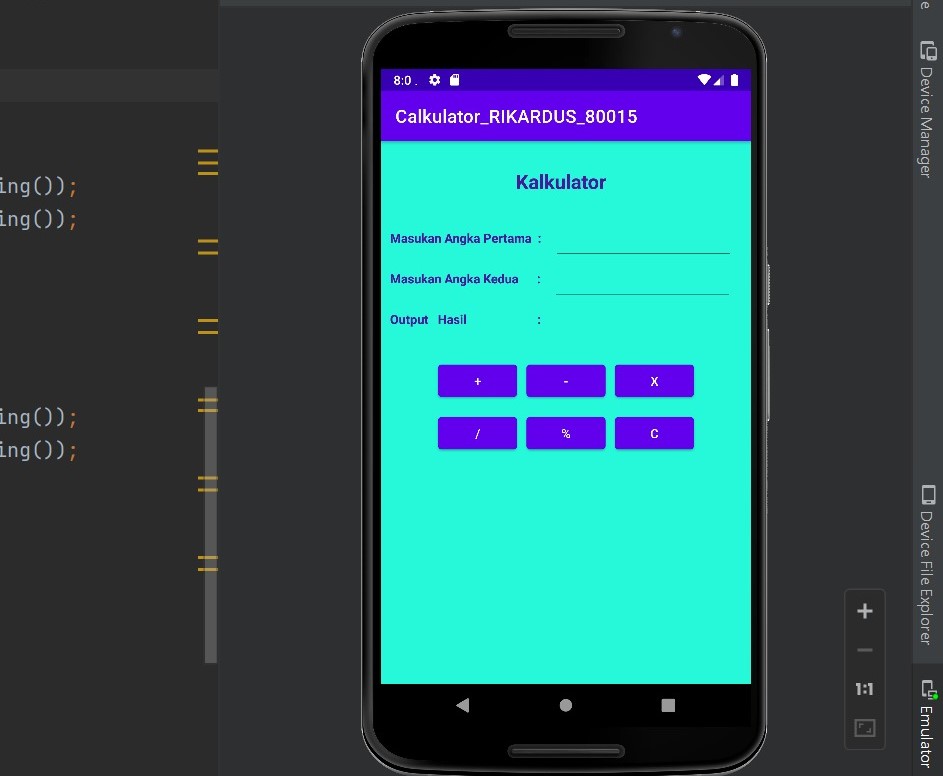 8:0
Calkulator_RIKARDUS_80015
Kalkulator
Masukan Angka Pertama :
Masukan Angka Kedua :
Output Hasil :
+ - X
/ % C
ing());
ing());
ing());
ing());
e
Device Manager
Device File Explorer
Emulator
1:1